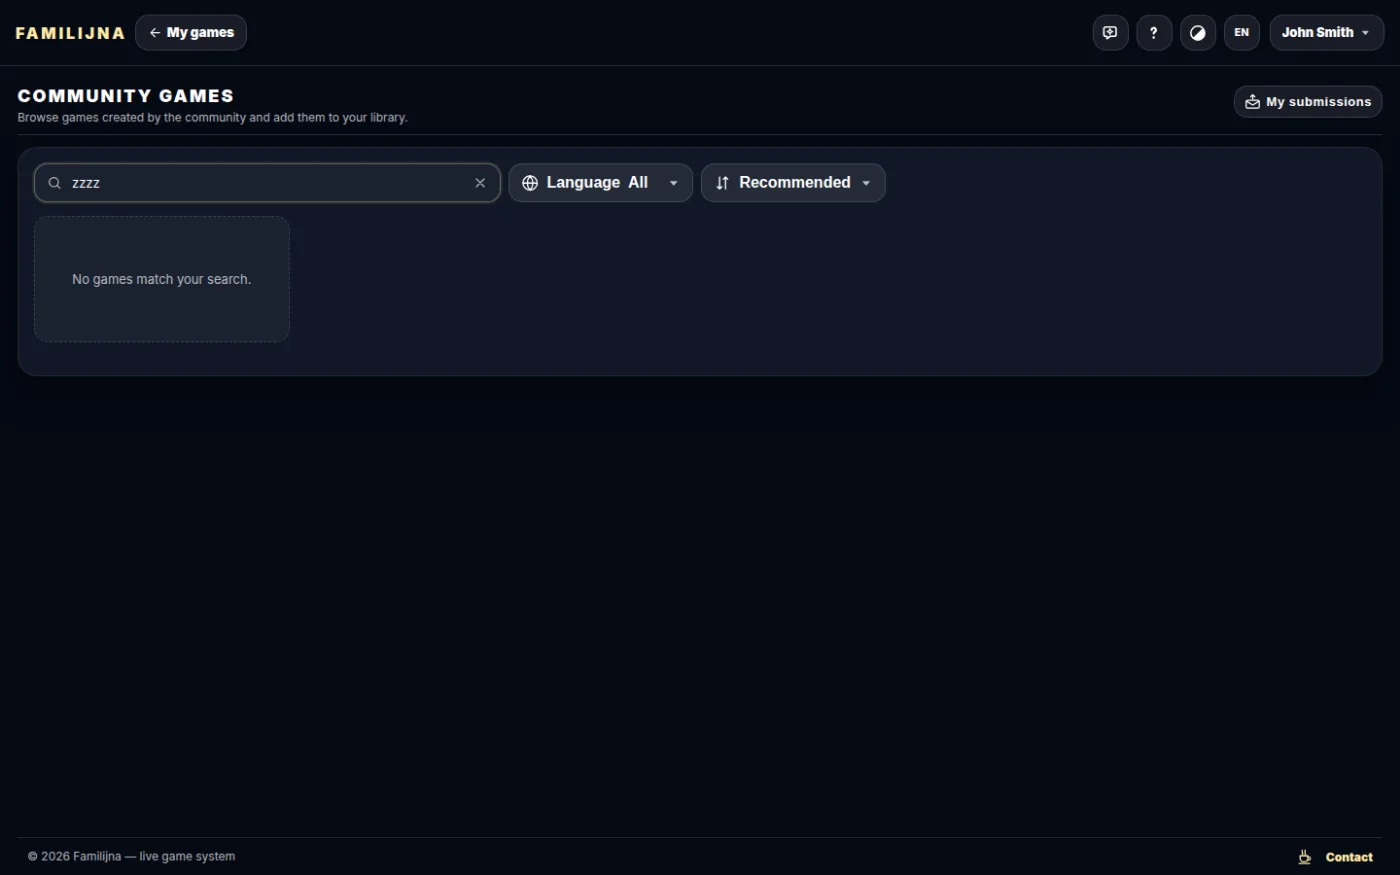 FAMILIJNA
← My games
?
EN
John Smith
COMMUNITY GAMES
Browse games created by the community and add them to your library.
My submissions
zzzz
Language All
Recommended
No games match your search.
© 2026 Familijna — live game system
Contact